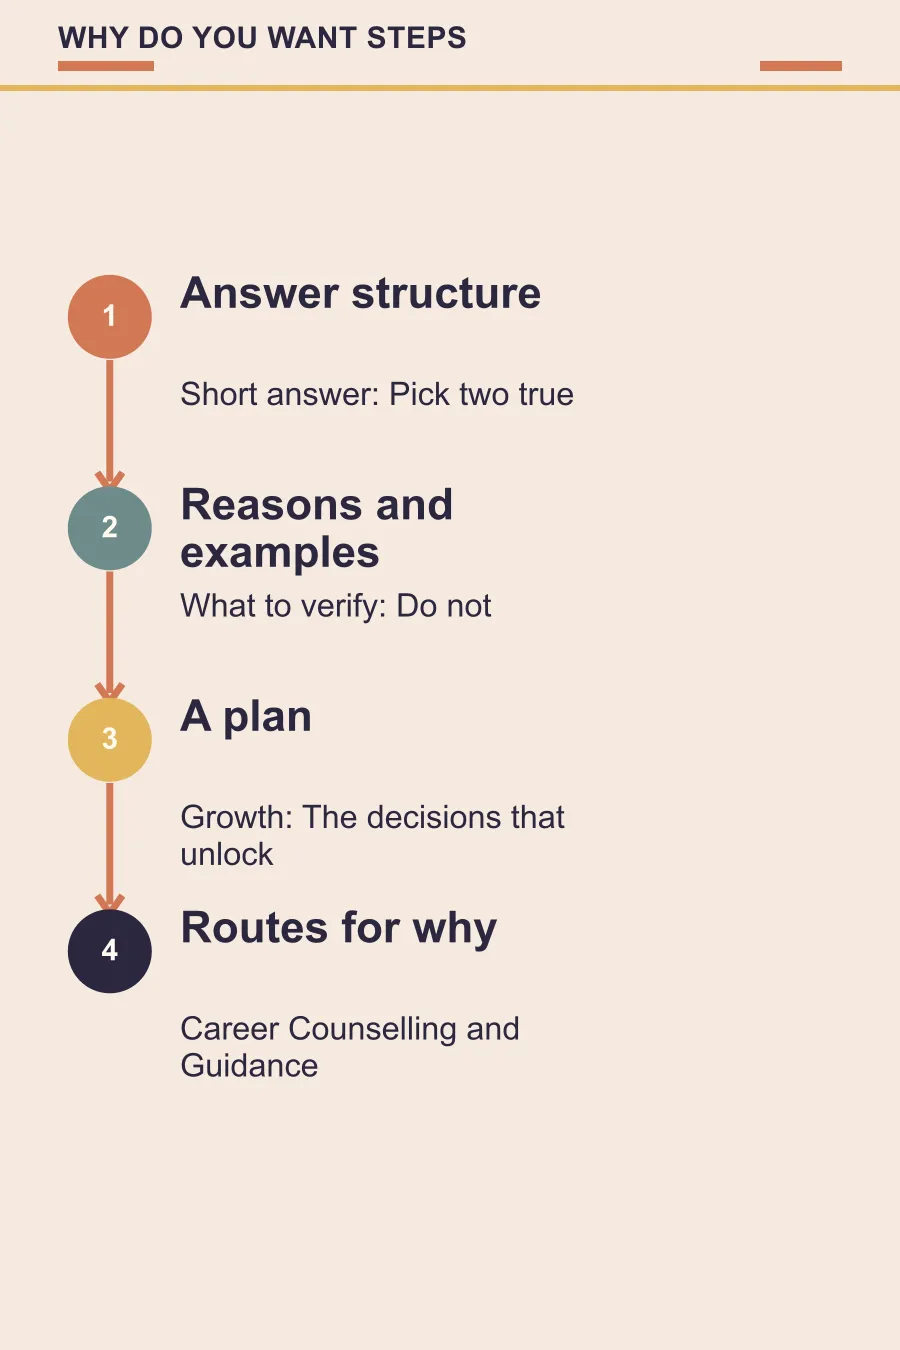 WHY DO YOU WANT STEPS
1
Answer structure
Short answer: Pick two true
2
Reasons and
examples
What to verify: Do not
3
A plan
Growth: The decisions that
unlock
4
Routes for why
Career Counselling and
Guidance